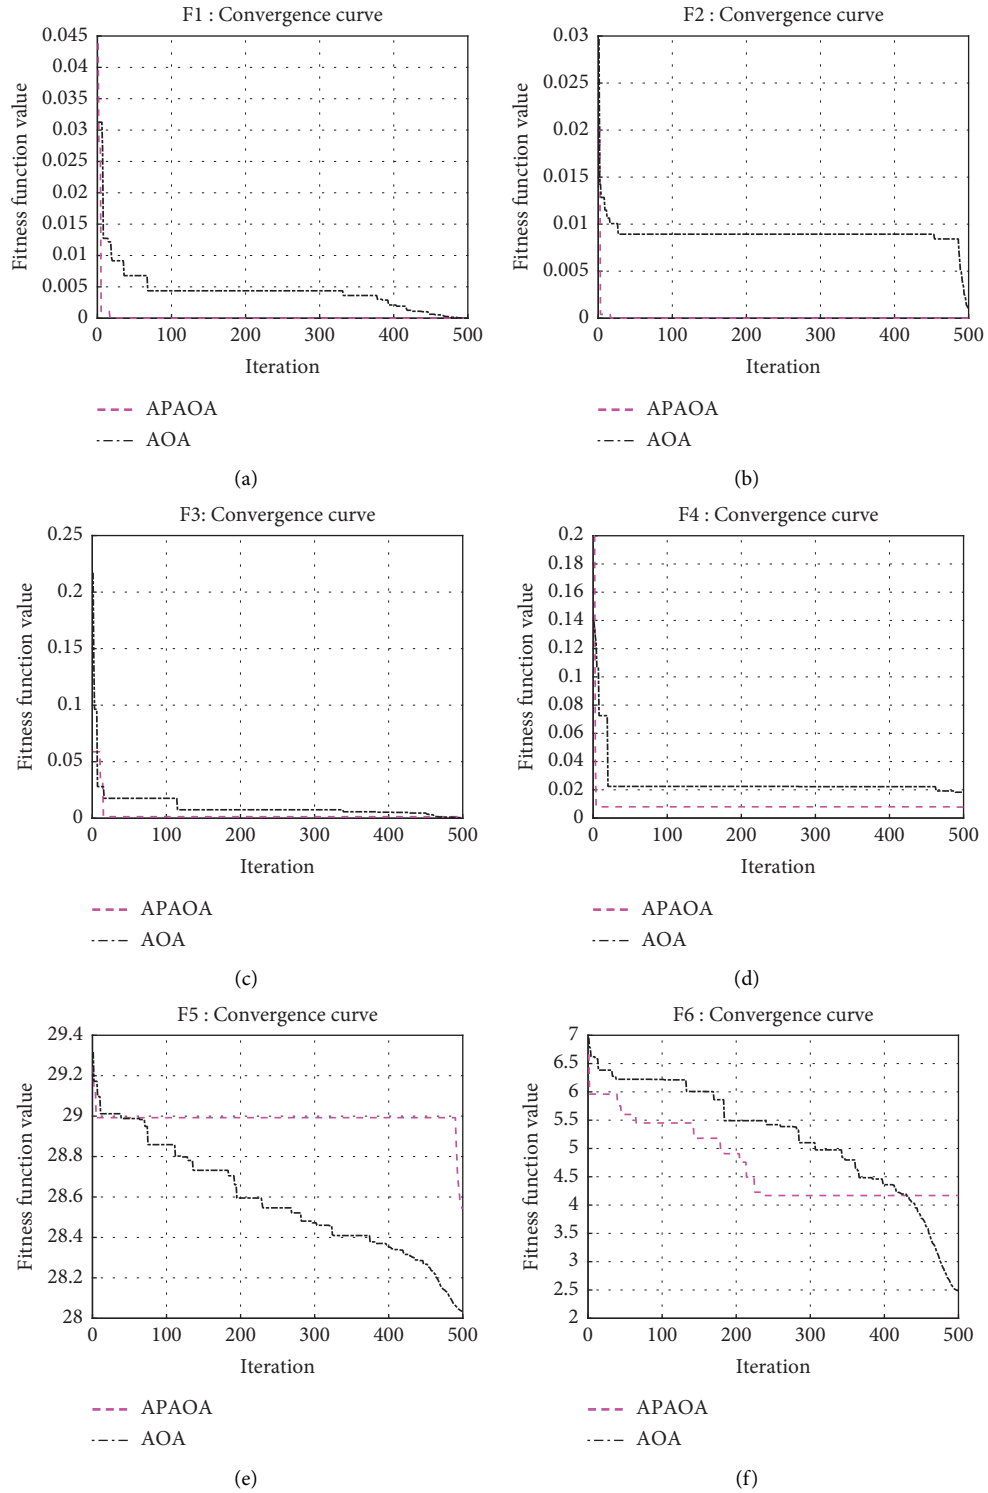 F1 : Convergence curve
Fitness function value
0.045
0.04
0.035
0.03
0.025
0.02
0.015
0.01
0.005
0
0 100 200 300 400 500
Iteration
APAOA
AOA
(a)
F2 : Convergence curve
Fitness function value
0.03
0.025
0.02
0.015
0.01
0.005
0
0 100 200 300 400 500
Iteration
APAOA
AOA
(b)
F3: Convergence curve
Fitness function value
0.25
0.2
0.15
0.1
0.05
0
0 100 200 300 400 500
Iteration
APAOA
AOA
(c)
F4 : Convergence curve
Fitness function value
0.2
0.18
0.16
0.14
0.12
0.1
0.08
0.06
0.04
0.02
0
0 100 200 300 400 500
Iteration
APAOA
AOA
(d)
F5 : Convergence curve
Fitness function value
29.4
29.2
29
28.8
28.6
28.4
28.2
28
0 100 200 300 400 500
Iteration
APAOA
AOA
(e)
F6 : Convergence curve
Fitness function value
7
6.5
6
5.5
5
4.5
4
3.5
3
2.5
2
0 100 200 300 400 500
Iteration
APAOA
AOA
(f)